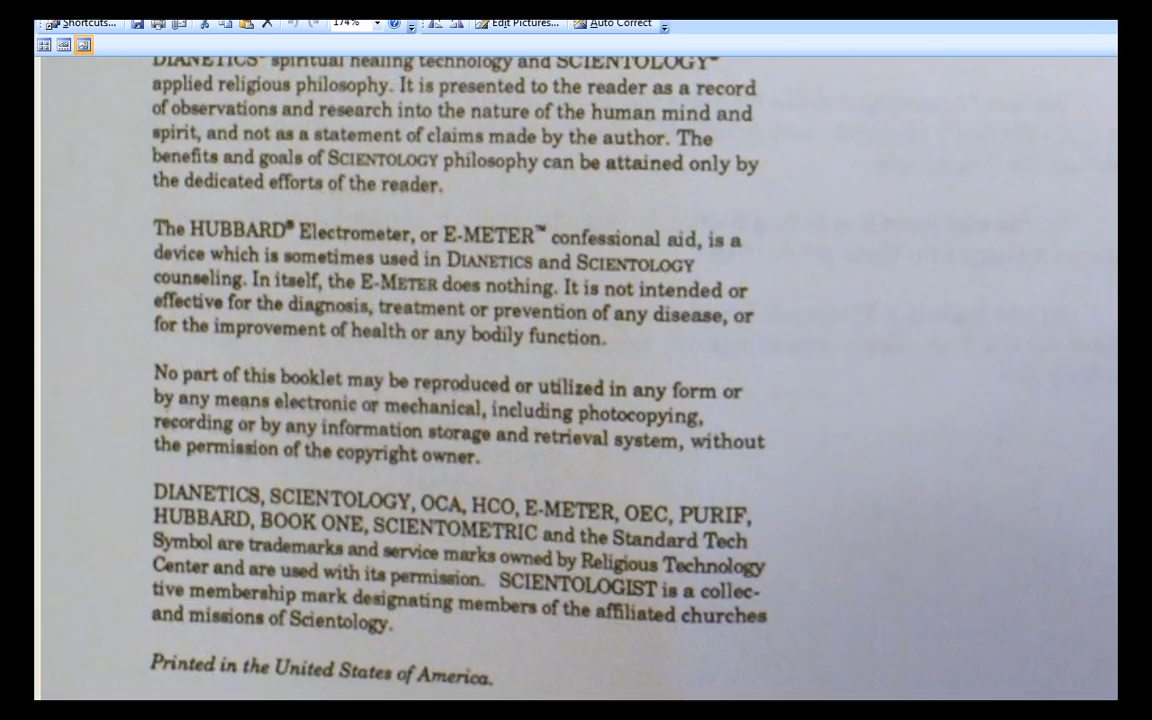 Shortcuts...
174%
Edit Pictures...
Auto Correct
DIANETICS® spiritual healing technology and SCIENTOLOGY®
applied religious philosophy. It is presented to the reader as a record
of observations and research into the nature of the human mind and
spirit, and not as a statement of claims made by the author. The
benefits and goals of SCIENTOLOGY philosophy can be attained only by
the dedicated efforts of the reader.
The HUBBARD® Electrometer, or E-METER™ confessional aid, is a
device which is sometimes used in DIANETICS and SCIENTOLOGY
counseling. In itself, the E-METER does nothing. It is not intended or
effective for the diagnosis, treatment or prevention of any disease, or
for the improvement of health or any bodily function.
No part of this booklet may be reproduced or utilized in any form or
by any means electronic or mechanical, including photocopying,
recording or by any information storage and retrieval system, without
the permission of the copyright owner.
DIANETICS, SCIENTOLOGY, OCA, HCO, E-METER, OEC, PURIF,
HUBBARD, BOOK ONE, SCIENTOMETRIC and the Standard Tech
Symbol are trademarks and service marks owned by Religious Technology
Center and are used with its permission. SCIENTOLOGIST is a collec-
tive membership mark designating members of the affiliated churches
and missions of Scientology.
Printed in the United States of America.